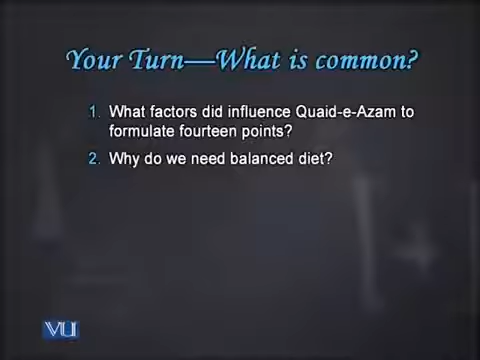 Your Turn—What is common?
1. What factors did influence Quaid-e-Azam to
formulate fourteen points?
2. Why do we need balanced diet?
VU